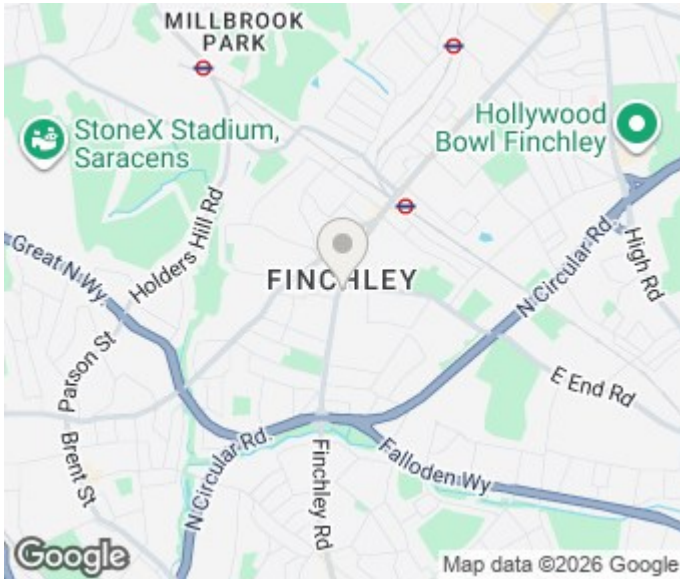 MILLBROOK
PARK
StoneX Stadium,
Saracens
Hollywood
Bowl Finchley
Holders Hill Rd
Great N Wy.
FINCHLEY
N Circular Rd.
High Rd
Parson St
Brent St
E End Rd
N Circular Rd.
Finchley Rd
Falloden Wy
Google
Map data ©2026 Google